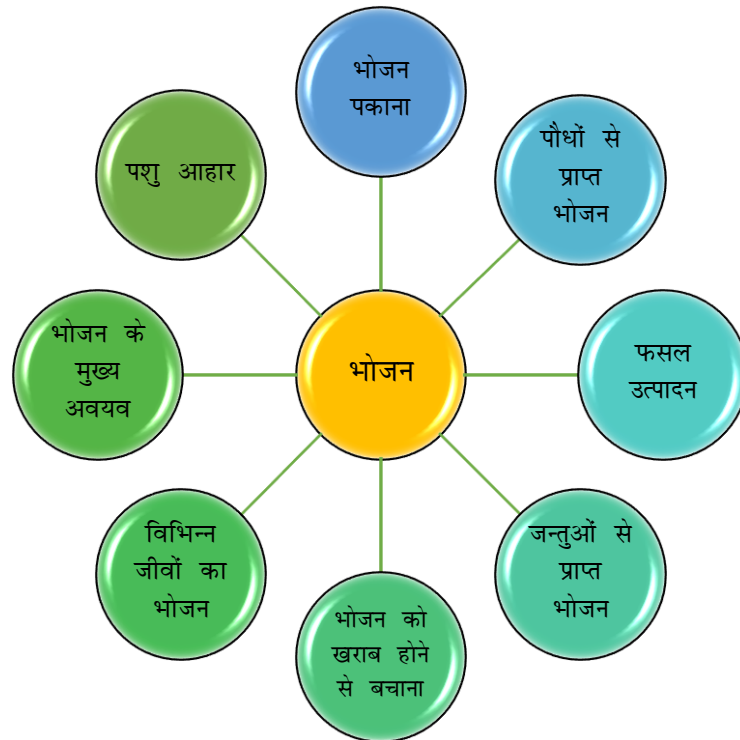 भोजन
पकाना
पौधों से
प्राप्त
भोजन
फसल
उत्पादन
जन्तुओं से
प्राप्त
भोजन
भोजन को
खराब होने
से बचाना
विभिन्न
जीवों का
भोजन
भोजन के
मुख्य
अवयव
पशु आहार
भोजन